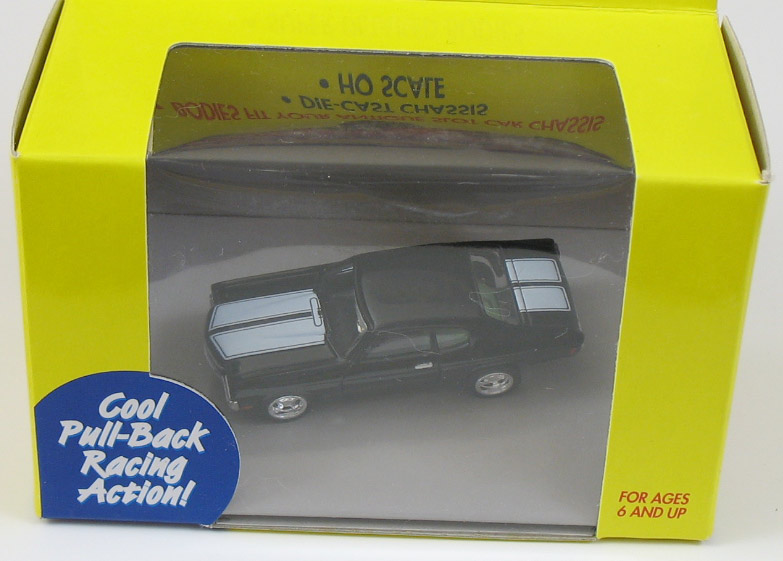 • HO SCALE
• DIE-CAST CHASSIS
• BODIES FIT YOUR ANTIQUE SLOT CAR CHASSIS
Cool
Pull-Back
Racing
Action!
FOR AGES
6 AND UP